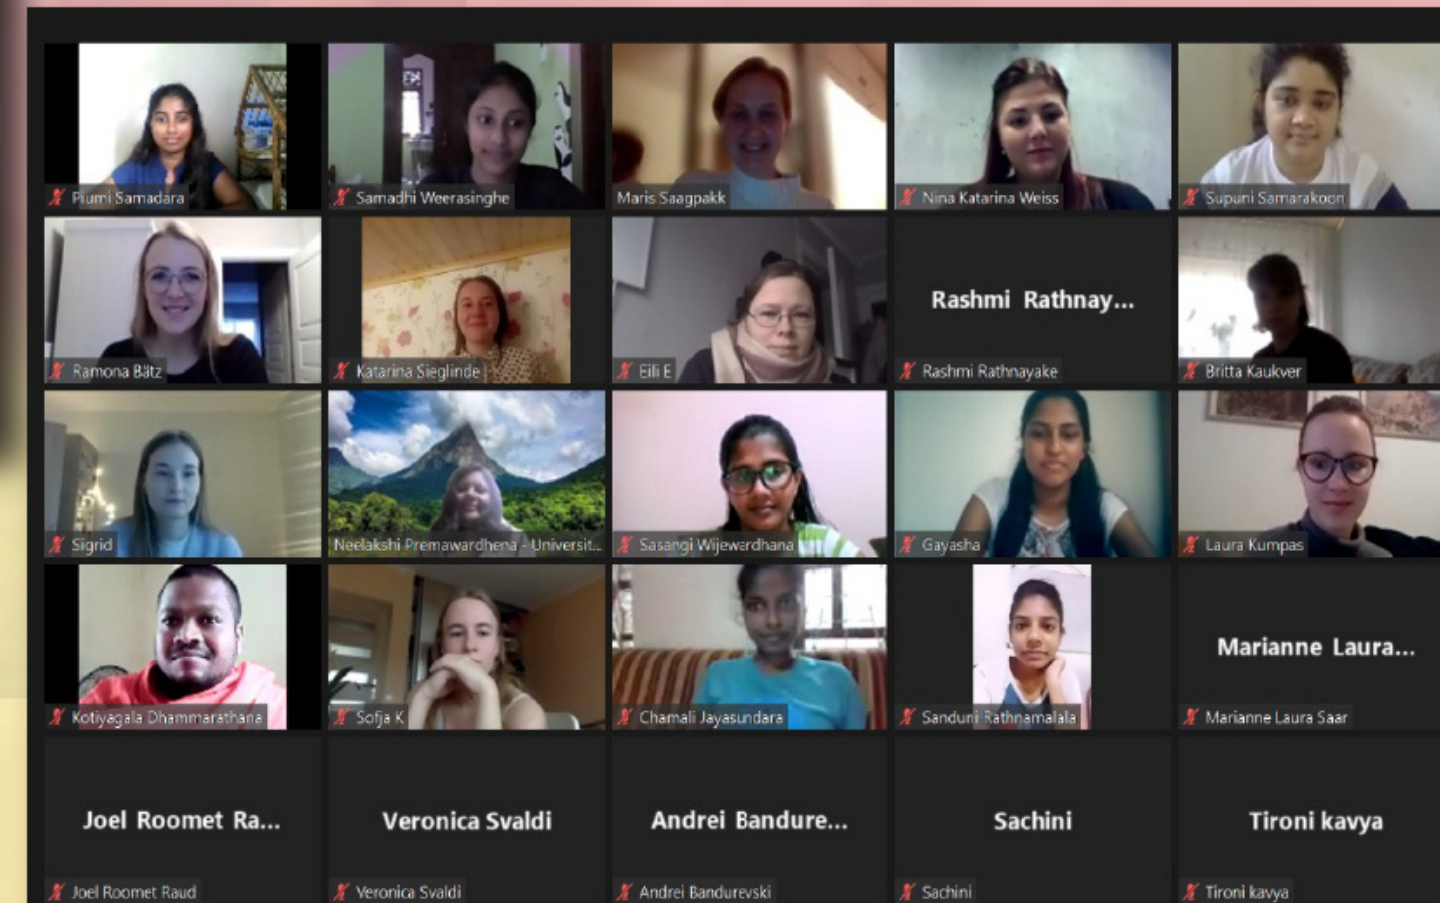 Piumi Samadara
Samadhi Weerasinghe
Maris Saagpakk
Nina Katarina Weiss
Supuni Samarakoon
Ramona Bätz
Katarina Sieglinde
Eili E
Rashmi Rathnay...
Rashmi Rathnayake
Britta Kaukver
Sigrid
Neelakshi Premawardhena - Universit...
Sasangi Wijewardhana
Gayasha
Laura Kumpas
Kotiyagala Dhammarathana
Sofja K
Chamali Jayasundara
Sanduni Rathnamalala
Marianne Laura...
Marianne Laura Saar
Joel Roomet Ra...
Joel Roomet Raud
Veronica Svaldi
Veronica Svaldi
Andrei Bandure...
Andrei Bandurevski
Sachini
Sachini
Tironi kavya
Tironi kavya